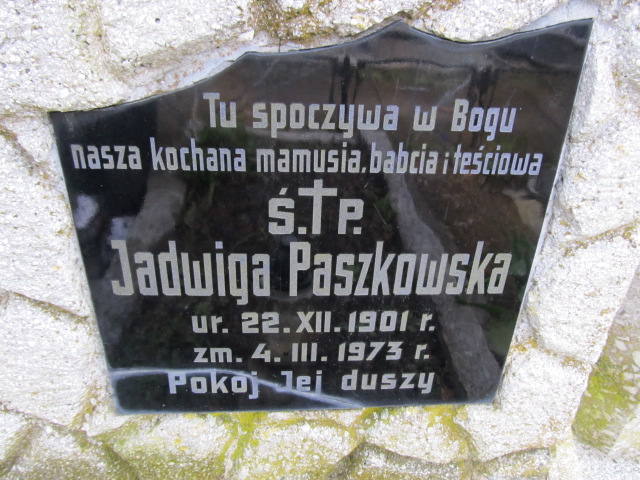 Tu spoczywa w Bogu
nasza kochana mamusia, babcia i teściowa
Ś.†P.
Jadwiga Paszkowska
ur. 22. XII. 1901 r.
zm. 4. III. 1973 r.
Pokój Jej duszy